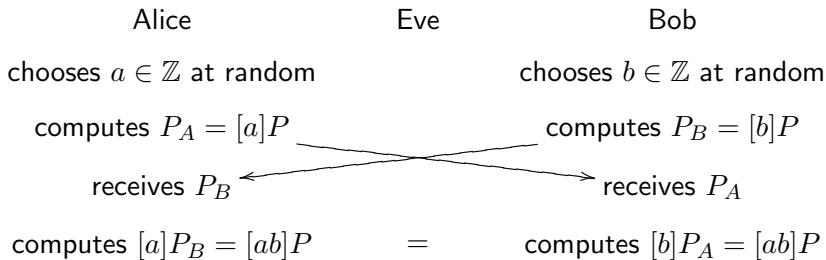 Alice Eve Bob
chooses a ∈ ℤ at random chooses b ∈ ℤ at random
computes P_A = [a]P computes P_B = [b]P
receives P_B receives P_A
computes [a]P_B = [ab]P = computes [b]P_A = [ab]P